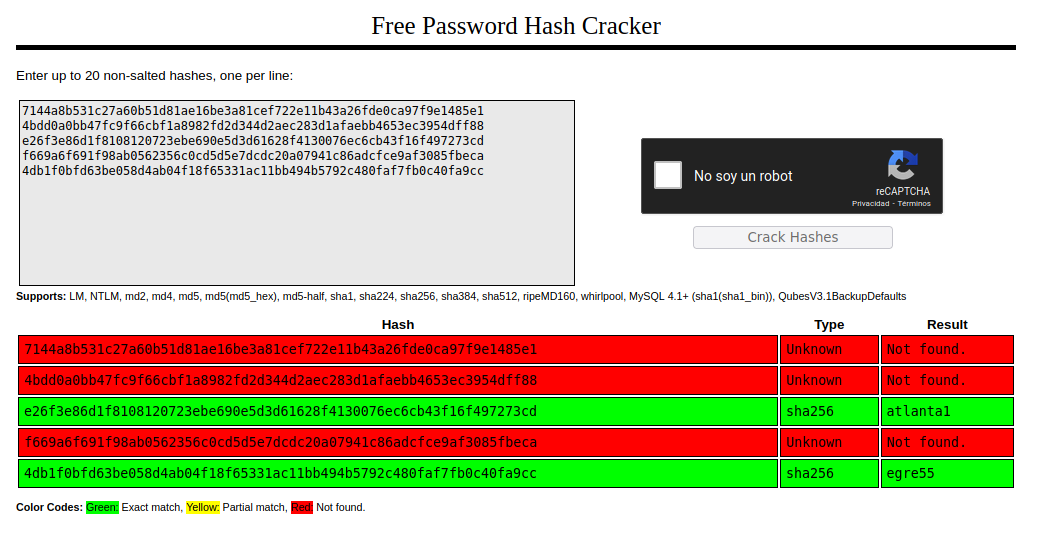 Free Password Hash Cracker
Enter up to 20 non-salted hashes, one per line:
7144a8b531c27a60b51d81ae16be3a81cef722e11b43a26fde0ca97f9e1485e1
4bdd0a0bb47fc9f66cbf1a8982fd2d344d2aec283d1afaebb4653ec3954dff88
e26f3e86d1f8108120723ebe690e5d3d61628f4130076ec6cb43f16f497273cd
f669a6f691f98ab0562356c0cd5d5e7dcdc20a07941c86adcfce9af3085fbeca
4db1f0bfd63be058d4ab04f18f65331ac11bb494b5792c480faf7fb0c40fa9cc
No soy un robot
reCAPTCHA
Privacidad - Términos
Crack Hashes
Supports: LM, NTLM, md2, md4, md5, md5(md5_hex), md5-half, sha1, sha224, sha256, sha384, sha512, ripeMD160, whirlpool, MySQL 4.1+ (sha1(sha1_bin)), QubesV3.1BackupDefaults
Hash Type Result
7144a8b531c27a60b51d81ae16be3a81cef722e11b43a26fde0ca97f9e1485e1 Unknown Not found.
4bdd0a0bb47fc9f66cbf1a8982fd2d344d2aec283d1afaebb4653ec3954dff88 Unknown Not found.
e26f3e86d1f8108120723ebe690e5d3d61628f4130076ec6cb43f16f497273cd sha256 atlanta1
f669a6f691f98ab0562356c0cd5d5e7dcdc20a07941c86adcfce9af3085fbeca Unknown Not found.
4db1f0bfd63be058d4ab04f18f65331ac11bb494b5792c480faf7fb0c40fa9cc sha256 egre55
Color Codes: Green: Exact match, Yellow: Partial match, Red: Not found.